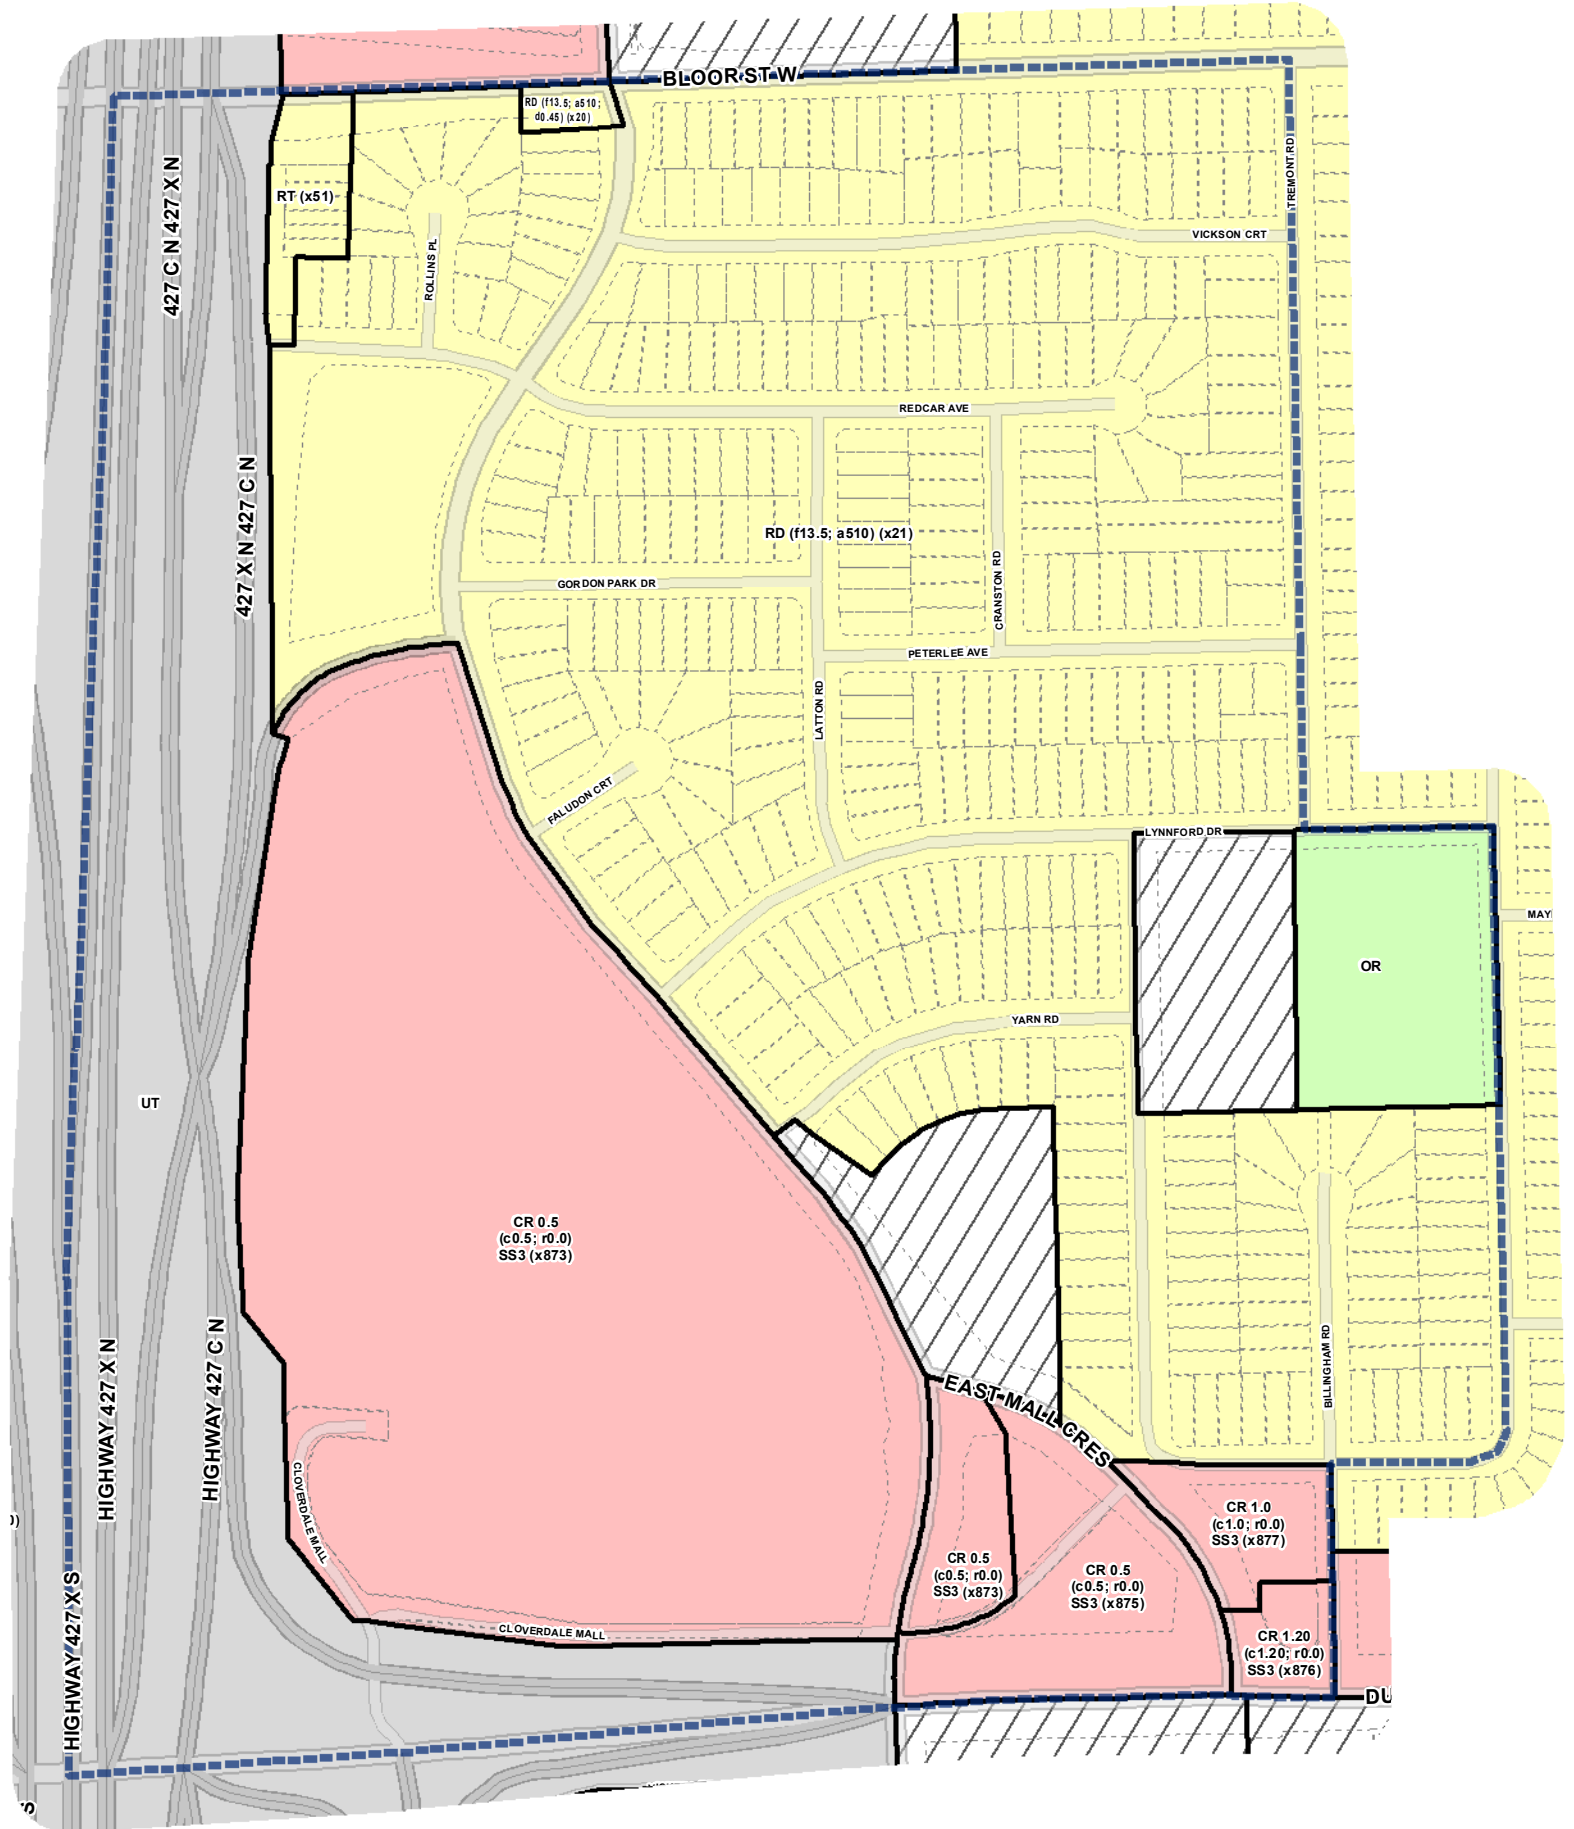 BLOOR ST W
RD (f13.5; a510;
d0.45) (x20)
TREMONT RD
427 C N 427 X N
RT (x51)
VICKSON CRT
ROLLINS PL
REDCAR AVE
427 X N 427 C N
RD (f13.5; a510) (x21)
CRANSTON RD
GORDON PARK DR
PETERLEE AVE
LATTON RD
FALUDON CRT
LYNNFORD DR
MAY
OR
YARN RD
UT
CR 0.5
(c0.5; r0.0)
SS3 (x873)
HIGHWAY 427 X N
HIGHWAY 427 C N
BILLINGHAM RD
EAST MALL CRES
CLOVERDALE MALL
CR 1.0
(c1.0; r0.0)
SS3 (x877)
0)
CR 0.5
(c0.5; r0.0)
SS3 (x873)
CR 0.5
(c0.5; r0.0)
SS3 (x875)
HIGHWAY 427 X S
CLOVERDALE MALL
CR 1.20
(c1.20; r0.0)
SS3 (x876)
DU
S